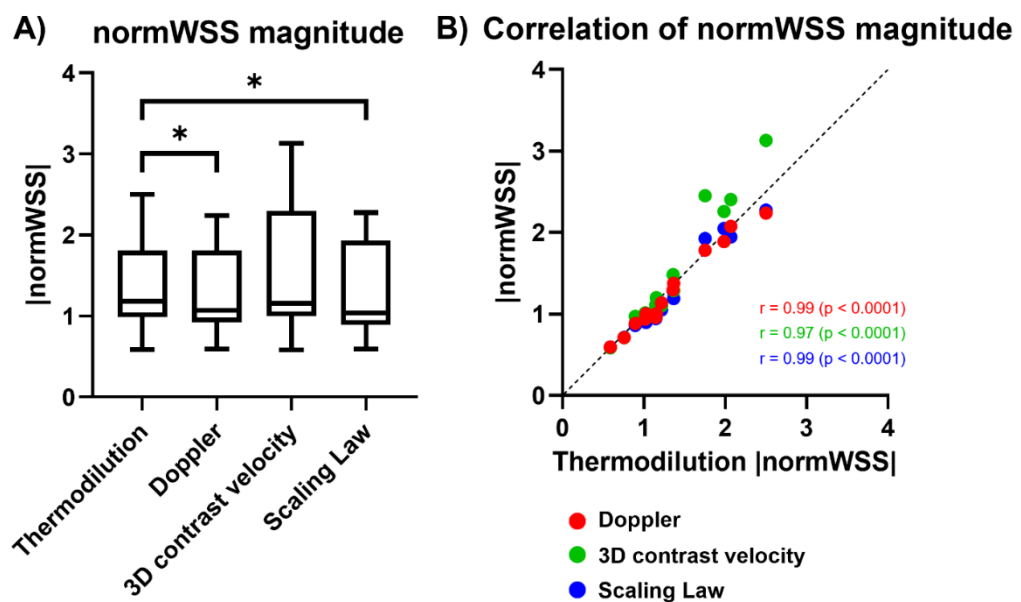 A) normWSS magnitude
4
3
2
1
0
|normWSS|
*
*
Thermodilution
Doppler
3D contrast velocity
Scaling Law
B) Correlation of normWSS magnitude
4
3
2
1
0
|normWSS|
r = 0.99 (p < 0.0001)
r = 0.97 (p < 0.0001)
r = 0.99 (p < 0.0001)
0 1 2 3 4
Thermodilution |normWSS|
Doppler
3D contrast velocity
Scaling Law